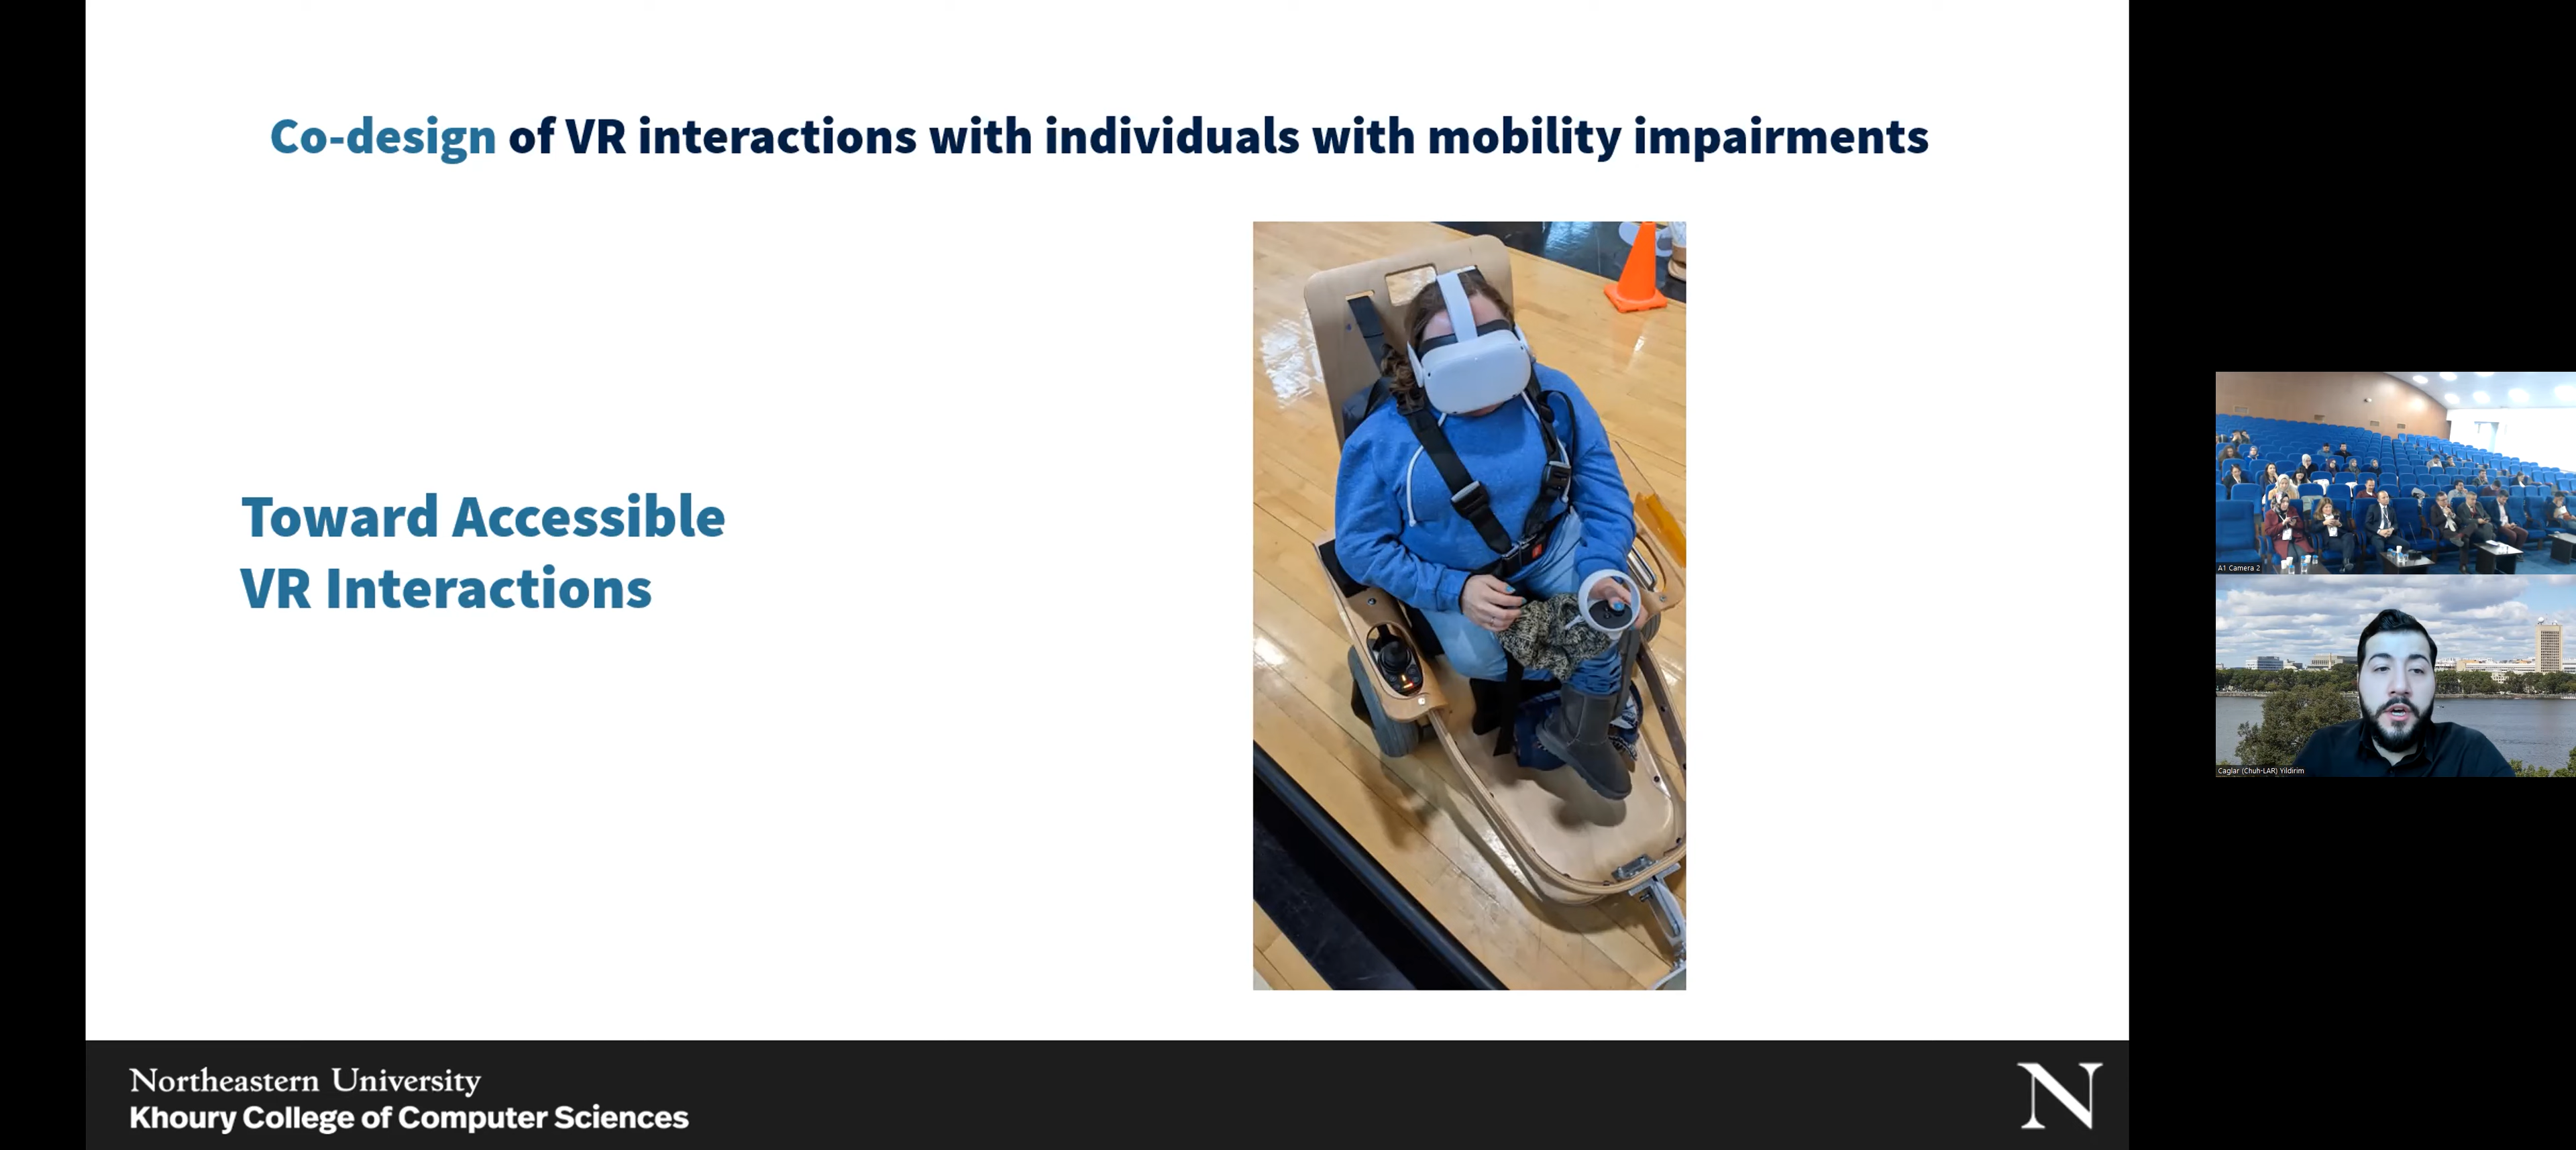 Co-design of VR interactions with individuals with mobility impairments
Toward Accessible
VR Interactions
Northeastern University
Khoury College of Computer Sciences
N
A1 Camera 2
Caglar (Chuh-LAR) Yildirim